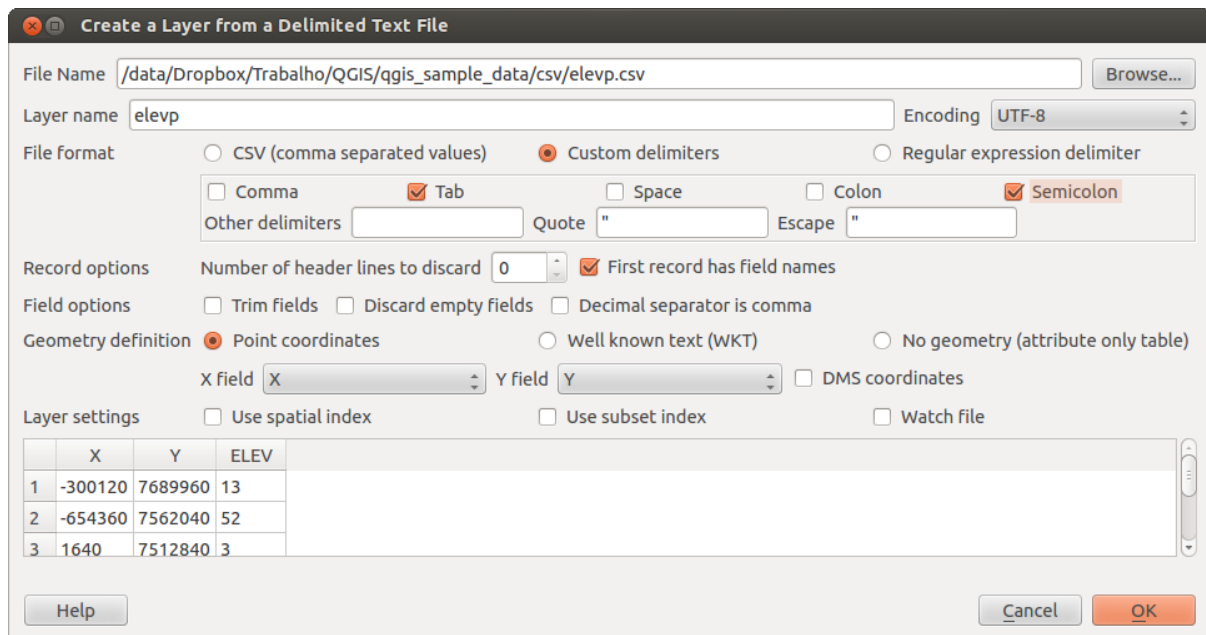 Create a Layer from a Delimited Text File
File Name /data/Dropbox/Trabalho/QGIS/qgis_sample_data/csv/elevp.csv Browse...
Layer name elevp Encoding UTF-8
File format CSV (comma separated values) Custom delimiters Regular expression delimiter
Comma Tab Space Colon Semicolon
Other delimiters Quote " Escape "
Record options Number of header lines to discard 0 First record has field names
Field options Trim fields Discard empty fields Decimal separator is comma
Geometry definition Point coordinates Well known text (WKT) No geometry (attribute only table)
X field X Y field Y DMS coordinates
Layer settings Use spatial index Use subset index Watch file
X Y ELEV
1 -300120 7689960 13
2 -654360 7562040 52
3 1640 7512840 3
Help Cancel OK